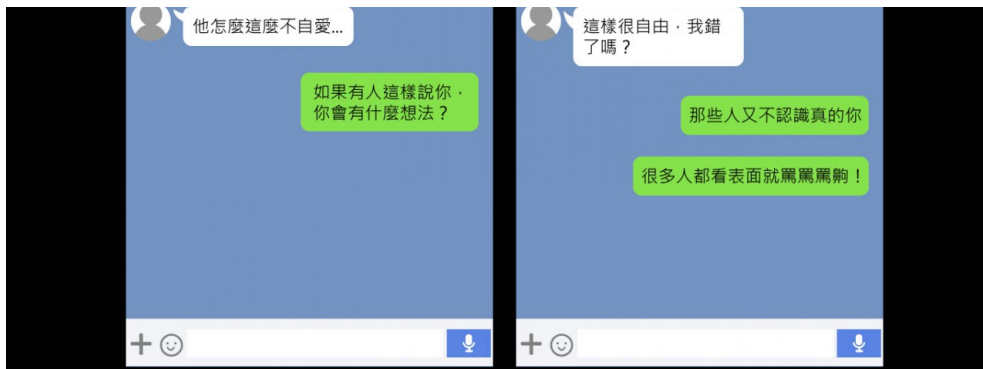 他怎麼這麼不自愛...
如果有人這樣說你，
你會有什麼想法？
這樣很自由，我錯
了嗎？
那些人又不認識真的你
很多人都看表面就罵罵罵齁！